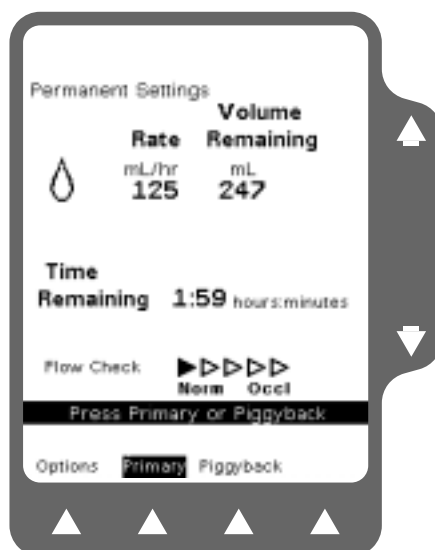 Permanent Settings
Volume
Rate Remaining
mL/hr mL
125 247
Time
Remaining 1:59 hours:minutes
Flow Check
Norm Occl
Press Primary or Piggyback
Options Primary Piggyback